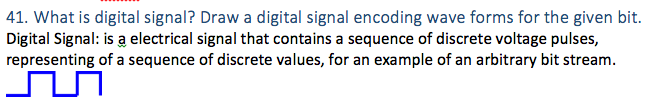 41. What is digital signal? Draw a digital signal encoding wave forms for the given bit.
Digital Signal: is a electrical signal that contains a sequence of discrete voltage pulses,
representing of a sequence of discrete values, for an example of an arbitrary bit stream.